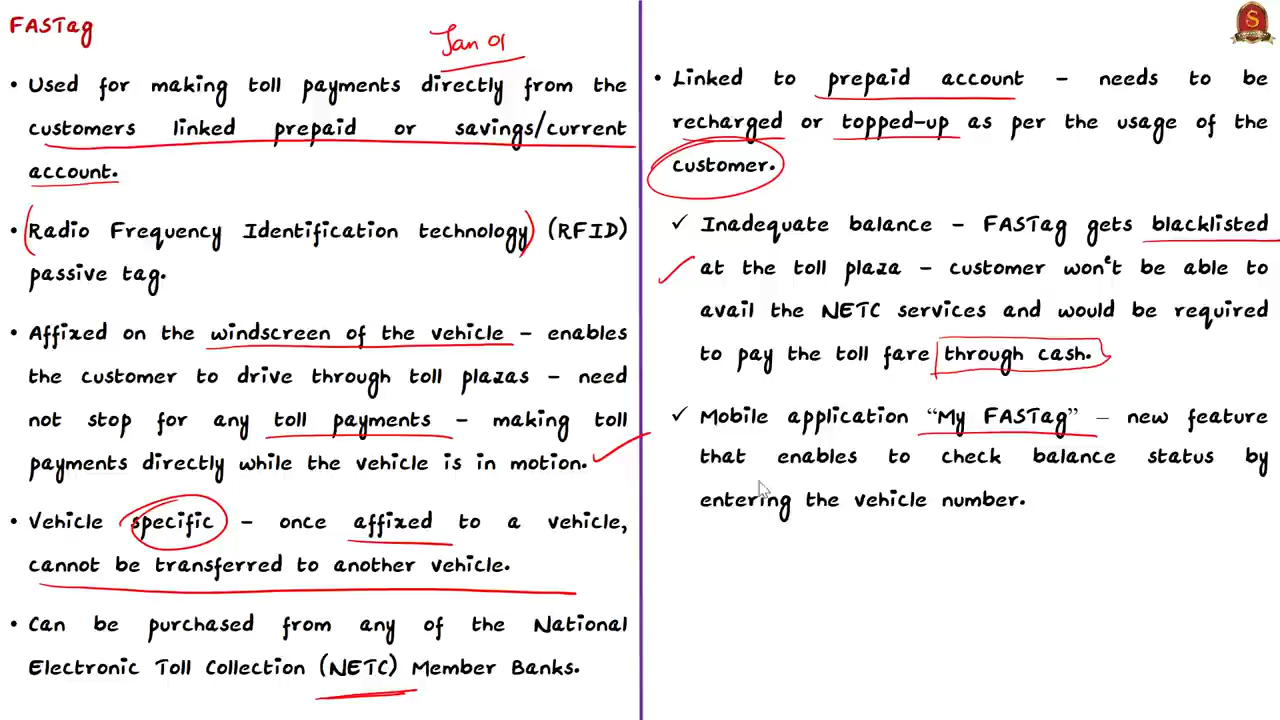 FASTag
Jan 01
• Used for making toll payments directly from the
customers linked prepaid or savings/current
account.
• Radio Frequency Identification technology (RFID)
passive tag.
• Affixed on the windscreen of the vehicle – enables
the customer to drive through toll plazas – need
not stop for any toll payments – making toll
payments directly while the vehicle is in motion.
• Vehicle specific – once affixed to a vehicle,
cannot be transferred to another vehicle.
• Can be purchased from any of the National
Electronic Toll Collection (NETC) Member Banks.
• Linked to prepaid account – needs to be
recharged or topped-up as per the usage of the
customer.
✓ Inadequate balance – FASTag gets blacklisted
at the toll plaza – customer won't be able to
avail the NETC services and would be required
to pay the toll fare through cash.
✓ Mobile application “My FASTag” – new feature
that enables to check balance status by
entering the vehicle number.
S